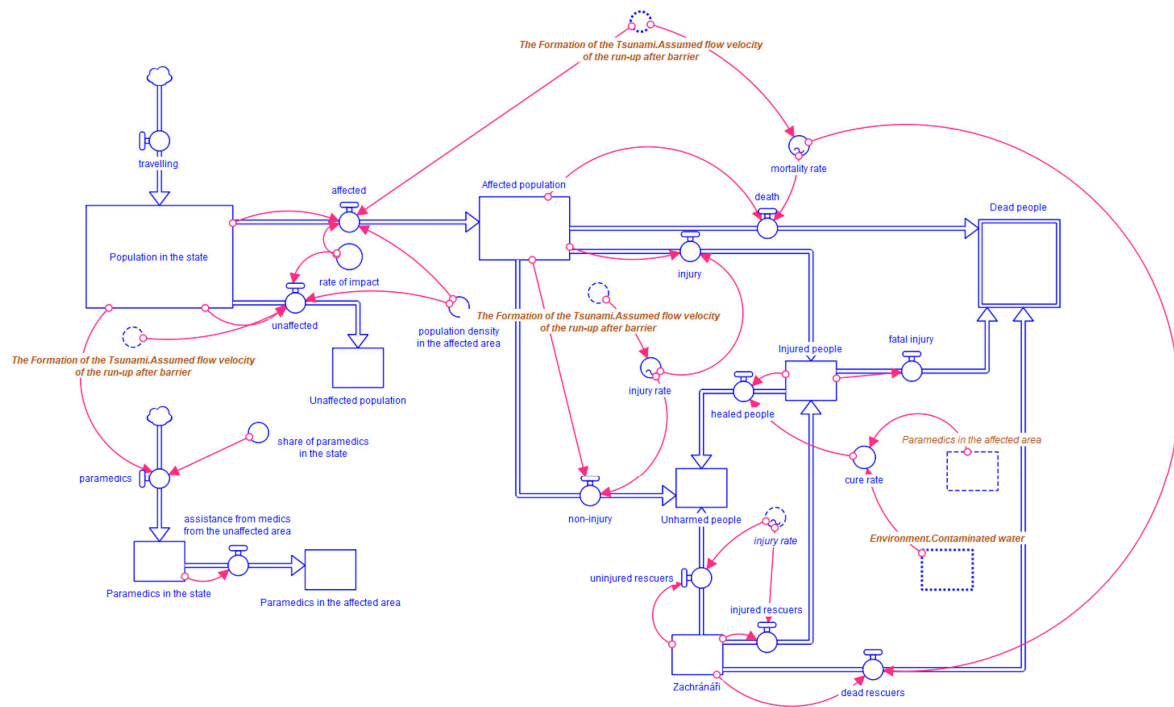 The Formation of the Tsunami.Assumed flow velocity
of the run-up after barrier
travelling
mortality rate
affected
Affected population
death
Dead people
Population in the state
rate of impact
injury
unaffected
population density
in the affected area
The Formation of the Tsunami.Assumed flow velocity
of the run-up after barrier
The Formation of the Tsunami.Assumed flow velocity
of the run-up after barrier
Injured people
fatal injury
Unaffected population
injury rate
healed people
share of paramedics
in the state
Paramedics in the affected area
paramedics
cure rate
assistance from medics
from the unaffected area
non-injury
Unharmed people
injury rate
Environment.Contaminated water
uninjured rescuers
Paramedics in the state
Paramedics in the affected area
injured rescuers
Zachránáři
dead rescuers